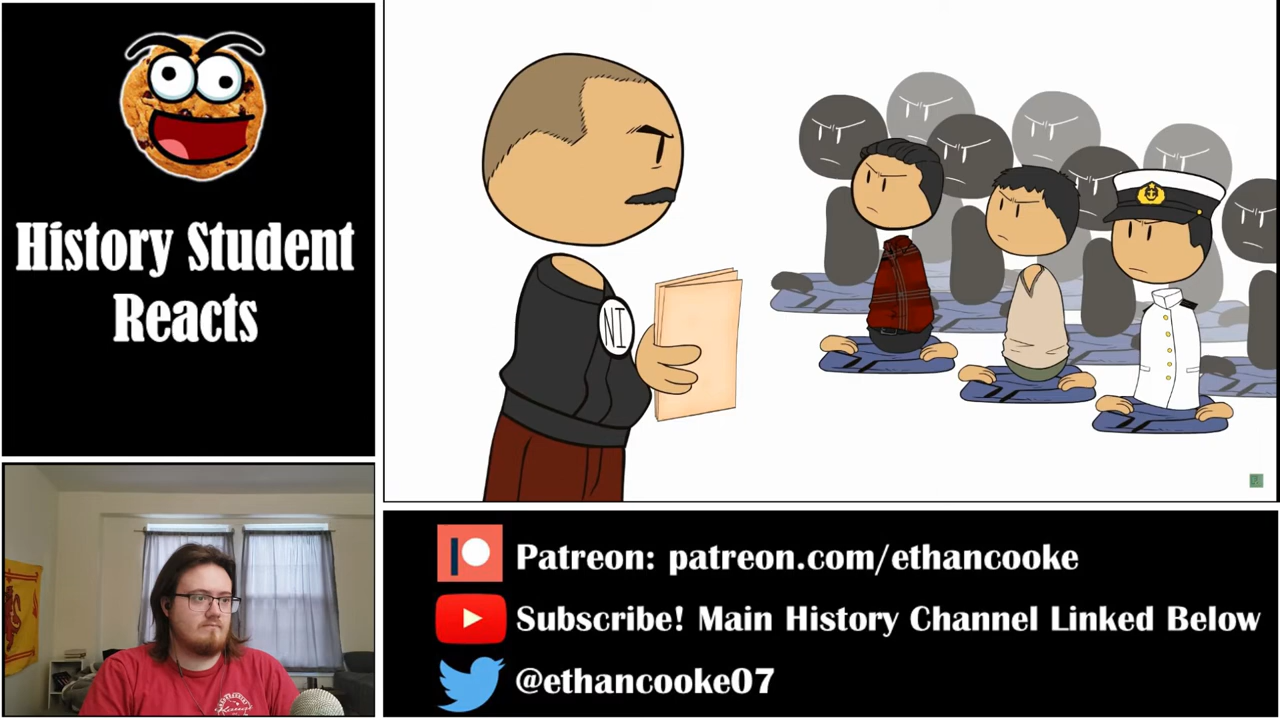 History Student
Reacts
NI
Patreon: patreon.com/ethancooke
Subscribe! Main History Channel Linked Below
@ethancooke07